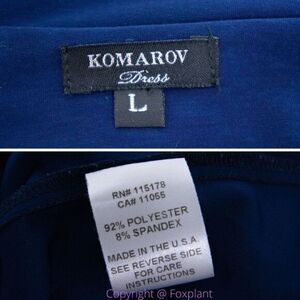 KOMAROV
Dress
L
RN# 115178
CA# 11055
92% POLYESTER
8% SPANDEX
MADE IN THE U.S.A.
SEE REVERSE SIDE
FOR CARE
INSTRUCTIONS
Copyright @ Foxplant